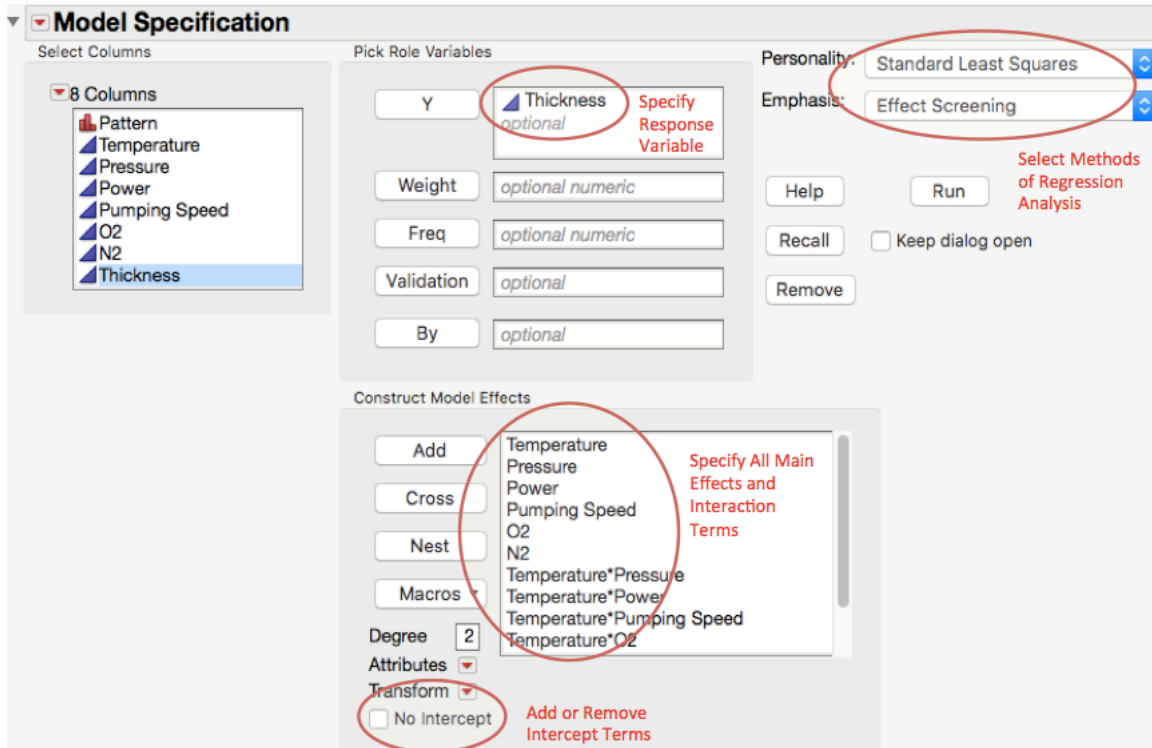 Model Specification
Select Columns
8 Columns
Pattern
Temperature
Pressure
Power
Pumping Speed
O2
N2
Thickness
Pick Role Variables
Y
Thickness
optional
Specify
Response
Variable
Weight
optional numeric
Freq
optional numeric
Validation
optional
By
optional
Personality:
Standard Least Squares
Emphasis:
Effect Screening
Select Methods
of Regression
Analysis
Help
Run
Recall
Keep dialog open
Remove
Construct Model Effects
Add
Cross
Nest
Macros
Temperature
Pressure
Power
Pumping Speed
O2
N2
Temperature*Pressure
Temperature*Power
Temperature*Pumping Speed
Temperature*O2
Specify All Main
Effects and
Interaction
Terms
Degree 2
Attributes
Transform
No Intercept
Add or Remove
Intercept Terms